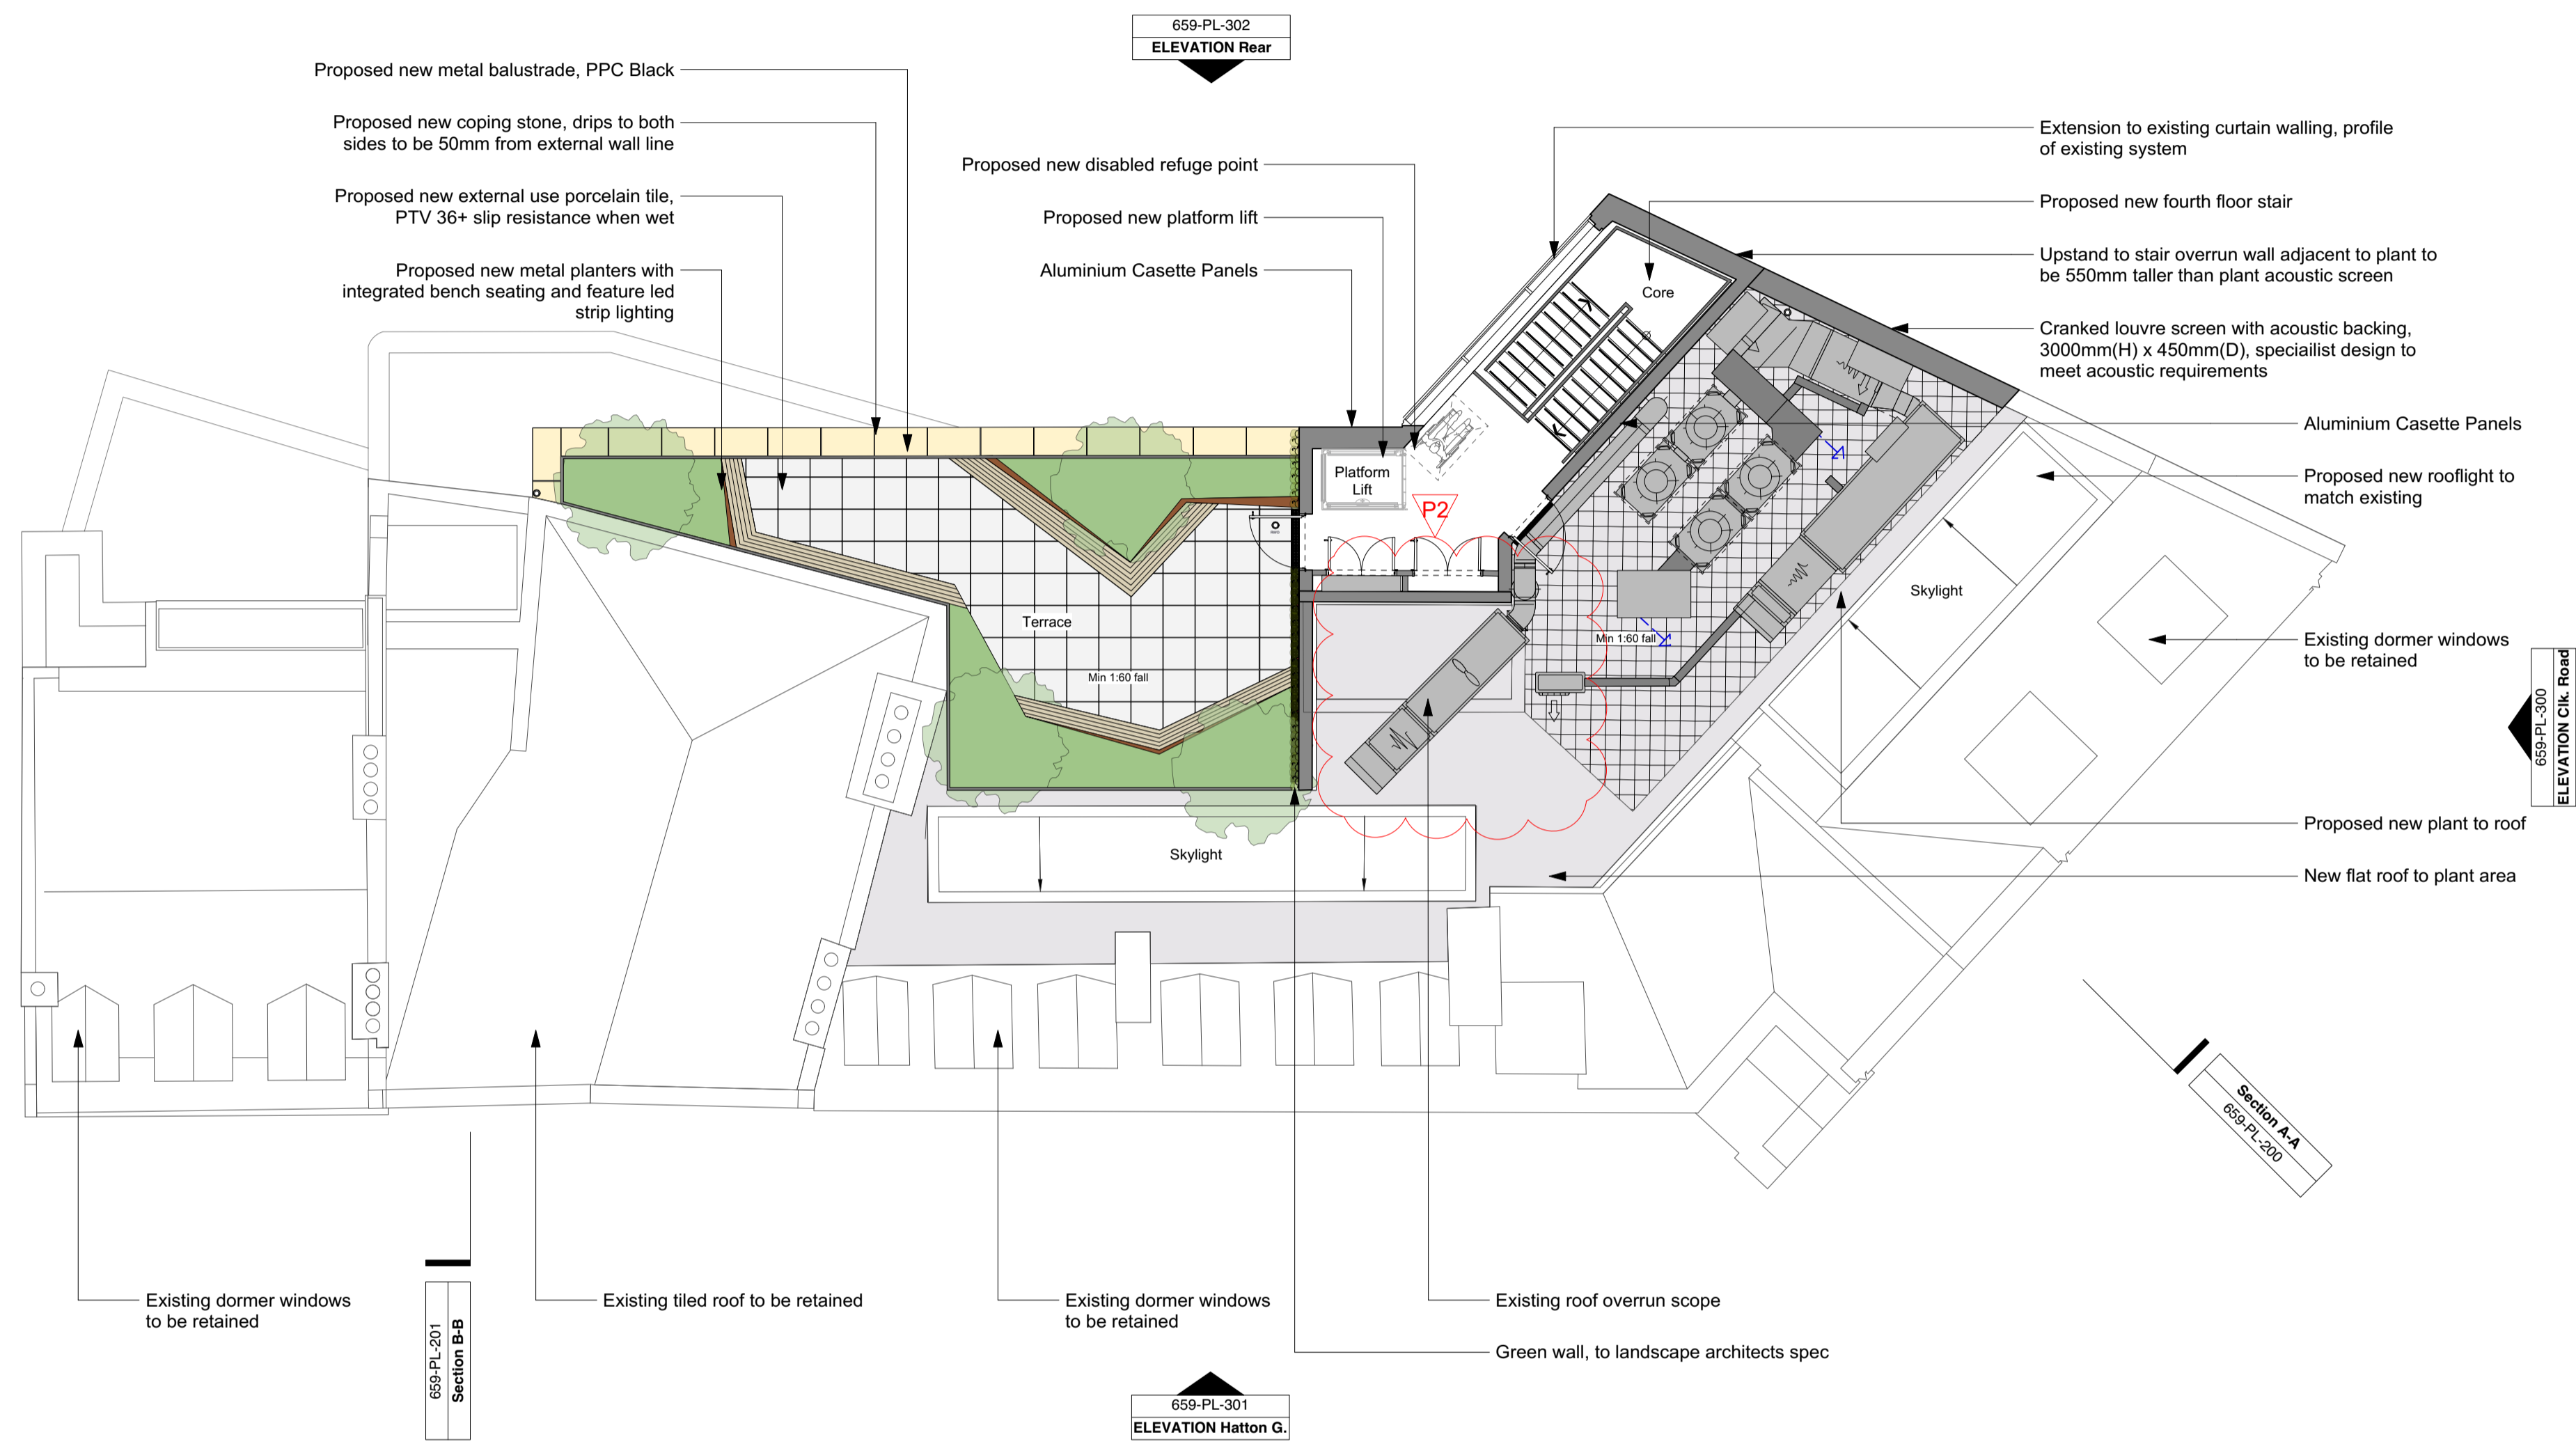 659-PL-302
ELEVATION Rear
Proposed new metal balustrade, PPC Black
Proposed new coping stone, drips to both
sides to be 50mm from external wall line
Proposed new external use porcelain tile,
PTV 36+ slip resistance when wet
Proposed new metal planters with
integrated bench seating and feature led
strip lighting
Proposed new disabled refuge point
Proposed new platform lift
Aluminium Casette Panels
Extension to existing curtain walling, profile
of existing system
Proposed new fourth floor stair
Upstand to stair overrun wall adjacent to plant to
be 550mm taller than plant acoustic screen
Cranked louvre screen with acoustic backing,
3000mm(H) x 450mm(D), speciailist design to
meet acoustic requirements
Aluminium Casette Panels
Proposed new rooflight to
match existing
Existing dormer windows
to be retained
Proposed new plant to roof
New flat roof to plant area
Core
Platform
Lift
P2
Terrace
Min 1:60 fall
Min 1:60 fall
Skylight
Skylight
659-PL-300
ELEVATION Clk. Road
Section A-A
659-PL-200
Existing dormer windows
to be retained
659-PL-201
Section B-B
Existing tiled roof to be retained
Existing dormer windows
to be retained
Existing roof overrun scope
Green wall, to landscape architects spec
659-PL-301
ELEVATION Hatton G.